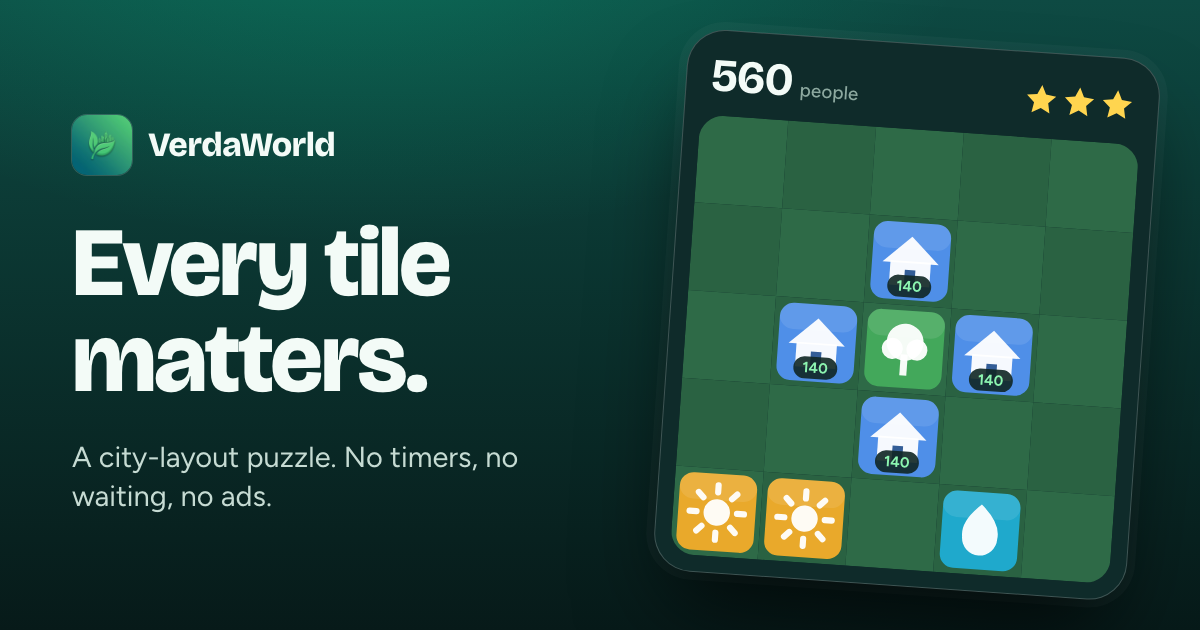 VerdaWorld
Every tile
matters.
A city-layout puzzle. No timers, no
waiting, no ads.
560 people
140
140
140
140